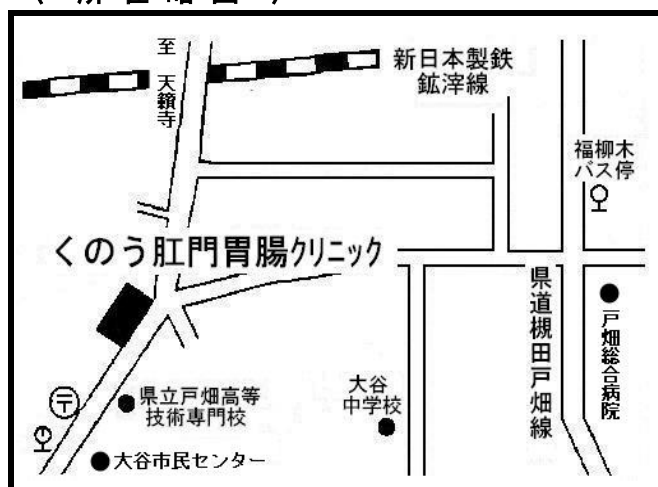 至 天籟寺
新日本製鉄
鉱滓線
福柳木
バス停
くのう肛門胃腸クリニック
県道槻田戸畑線
戸畑総合病院
県立戸畑高等
技術専門校
大谷
中学校
〒
大谷市民センター